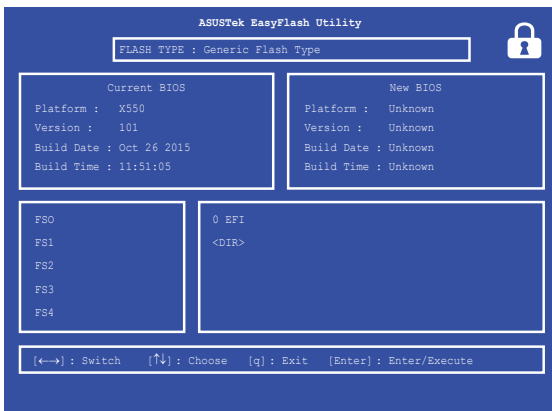 ASUSTek EasyFlash Utility
FLASH TYPE : Generic Flash Type
Current BIOS
Platform : X550
Version : 101
Build Date : Oct 26 2015
Build Time : 11:51:05
New BIOS
Platform : Unknown
Version : Unknown
Build Date : Unknown
Build Time : Unknown
FS0
FS1
FS2
FS3
FS4
0 EFI
<DIR>
[←→] : Switch [↑↓] : Choose [q] : Exit [Enter] : Enter/Execute